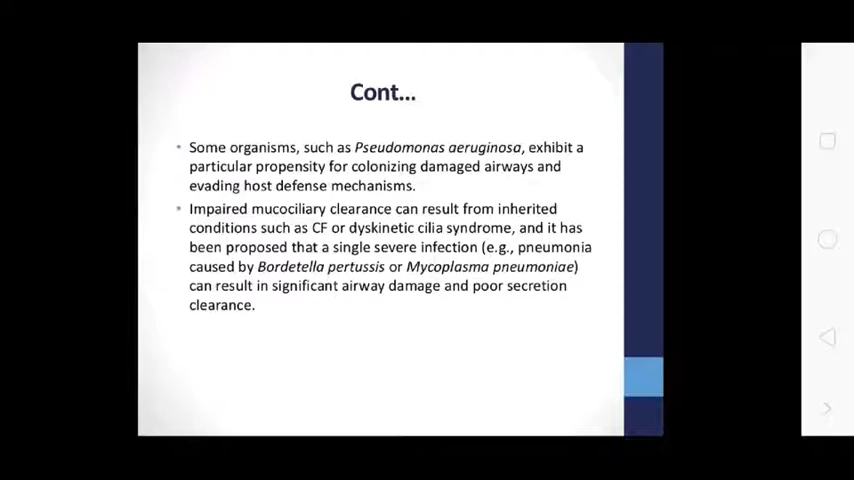 Cont...
Some organisms, such as Pseudomonas aeruginosa, exhibit a
particular propensity for colonizing damaged airways and
evading host defense mechanisms.
Impaired mucociliary clearance can result from inherited
conditions such as CF or dyskinetic cilia syndrome, and it has
been proposed that a single severe infection (e.g., pneumonia
caused by Bordetella pertussis or Mycoplasma pneumoniae)
can result in significant airway damage and poor secretion
clearance.